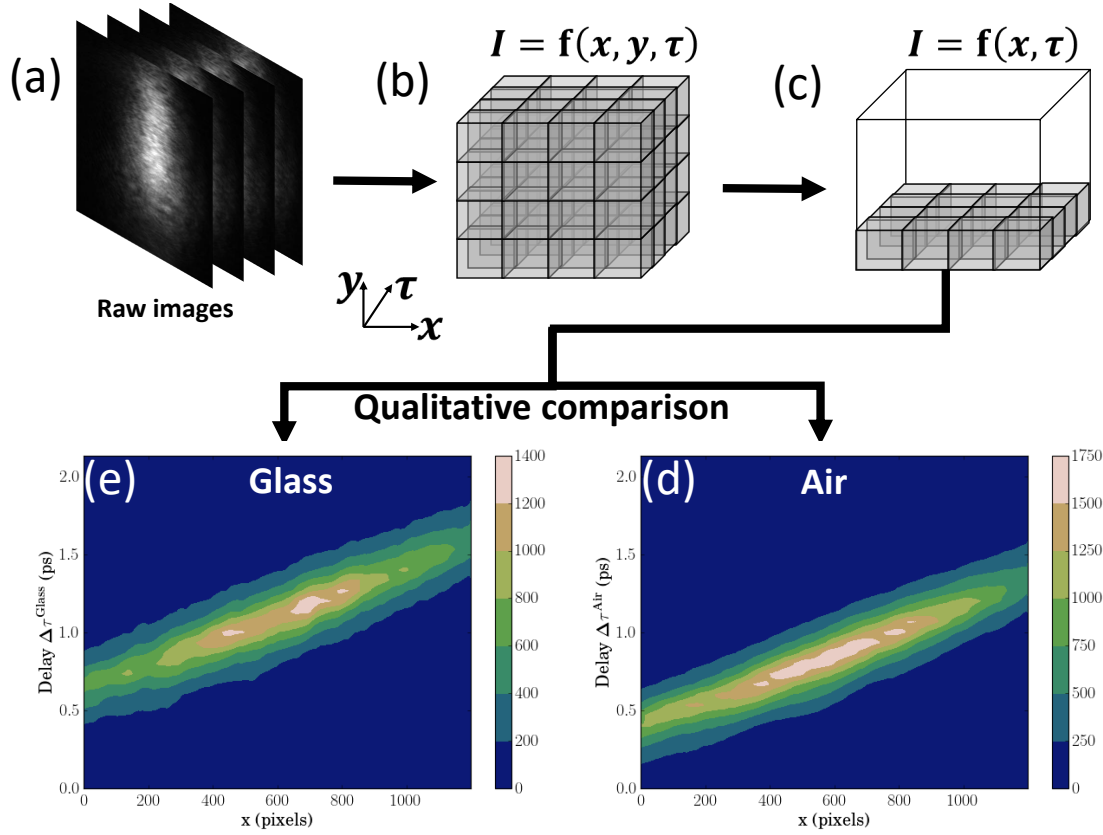 (a)
Raw images
(b)
I = f(x, y, τ)
(c)
I = f(x, τ)
y
τ
x
Qualitative comparison
(e)
Glass
Delay Δτ^Glass (ps)
2.0
1.5
1.0
0.5
0.0
0 200 400 600 800 1000
x (pixels)
1400
1200
1000
800
600
400
200
0
(d)
Air
Delay Δτ^Air (ps)
2.0
1.5
1.0
0.5
0.0
0 200 400 600 800 1000
x (pixels)
1750
1500
1250
1000
750
500
250
0